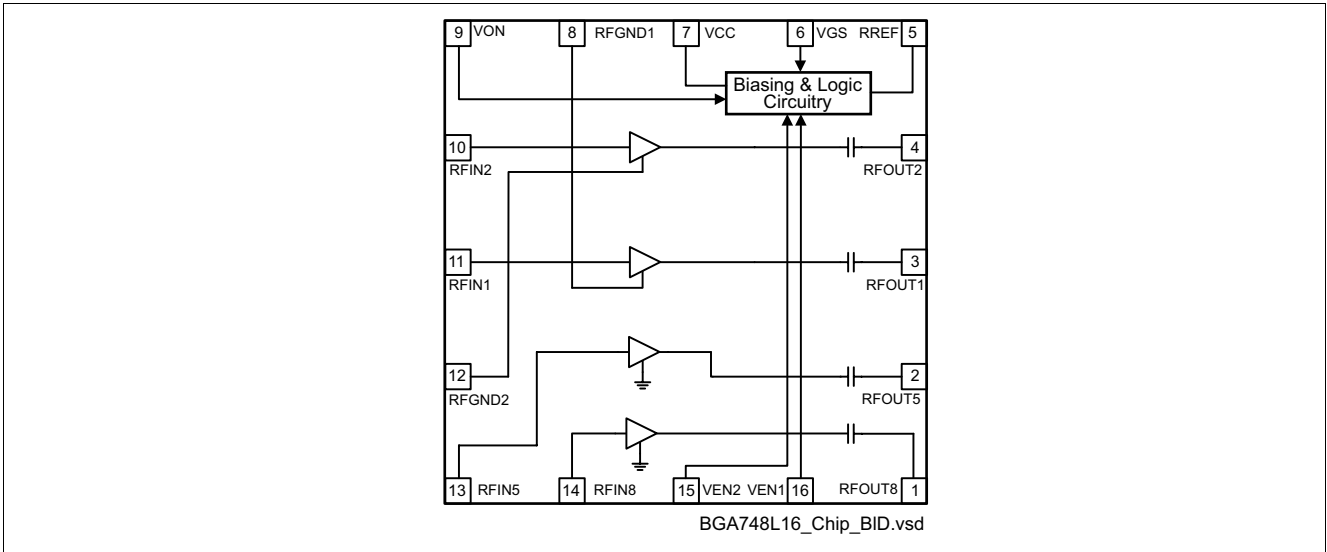 9 VON 8 RFGND1 7 VCC 6 VGS RREF 5
Biasing & Logic
Circuitry
10 4
RFIN2 RFOUT2
11 3
RFIN1 RFOUT1
12 2
RFGND2 RFOUT5
13 RFIN5 14 RFIN8 15 VEN2 VEN1 16 RFOUT8 1
BGA748L16_Chip_BID.vsd